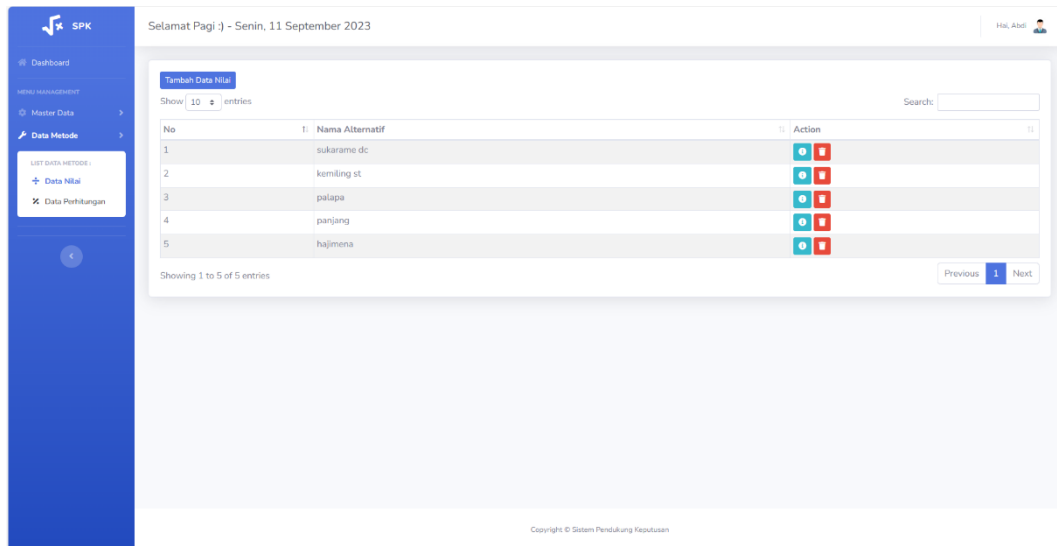 SPK
Selamat Pagi :) - Senin, 11 September 2023
Hai, Abdi
Dashboard
MENU MANAGEMENT
Master Data
Data Metode
LIST DATA METODE :
Data Nilai
Data Perhitungan
Tambah Data Nilai
Show 10 entries
Search:
No Nama Alternatif Action
1 sukarame dc
2 kemiling st
3 palapa
4 panjang
5 hajimena
Showing 1 to 5 of 5 entries
Previous 1 Next
Copyright © Sistem Pendukung Keputusan